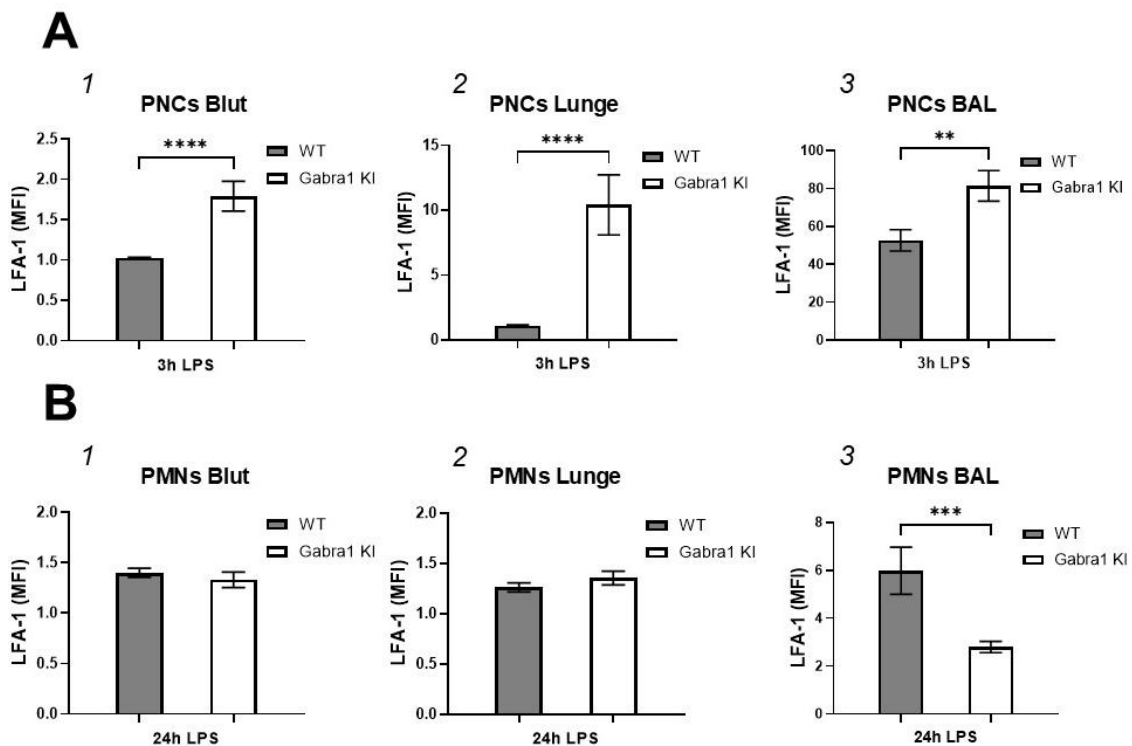 A
1
PNCs Blut
LFA-1 (MFI)
2.5
2.0
1.5
1.0
0.5
0.0
****
WT
Gabra1 KI
3h LPS
2
PNCs Lunge
LFA-1 (MFI)
15
10
5
0
****
WT
Gabra1 KI
3h LPS
3
PNCs BAL
LFA-1 (MFI)
100
80
60
40
20
0
**
WT
Gabra1 KI
3h LPS
B
1
PMNs Blut
LFA-1 (MFI)
2.0
1.5
1.0
0.5
0.0
WT
Gabra1 KI
24h LPS
2
PMNs Lunge
LFA-1 (MFI)
2.0
1.5
1.0
0.5
0.0
WT
Gabra1 KI
24h LPS
3
PMNs BAL
LFA-1 (MFI)
8
6
4
2
0
***
WT
Gabra1 KI
24h LPS